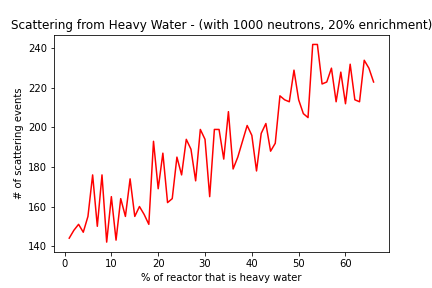 Scattering from Heavy Water - (with 1000 neutrons, 20% enrichment)
240
220
200
180
160
140
# of scattering events
0 10 20 30 40 50 60
% of reactor that is heavy water